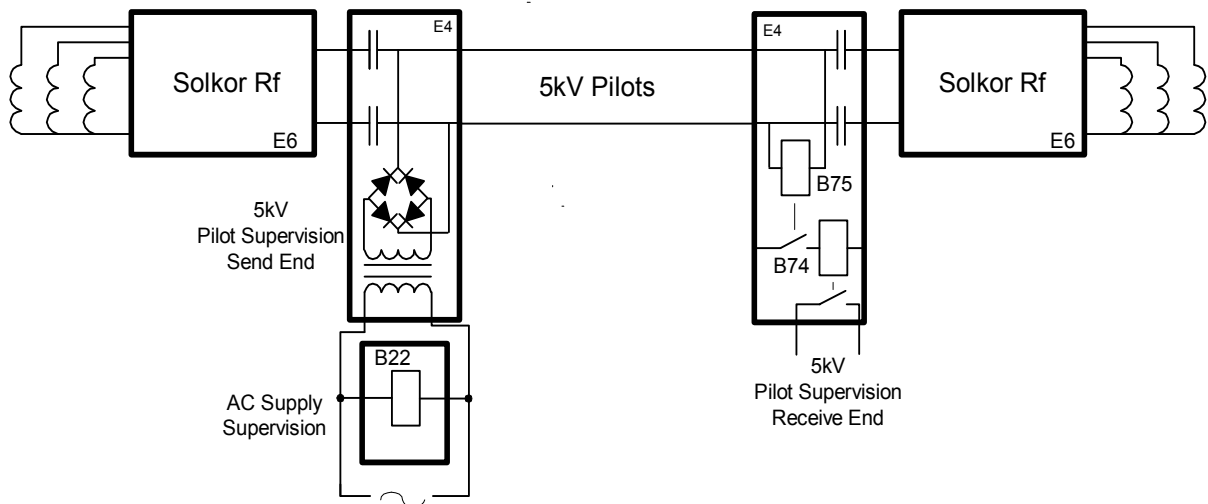 E4
E4
Solkor Rf
5kV Pilots
Solkor Rf
E6
E6
B75
5kV
Pilot Supervision
Send End
B74
B22
5kV
Pilot Supervision
Receive End
AC Supply
Supervision